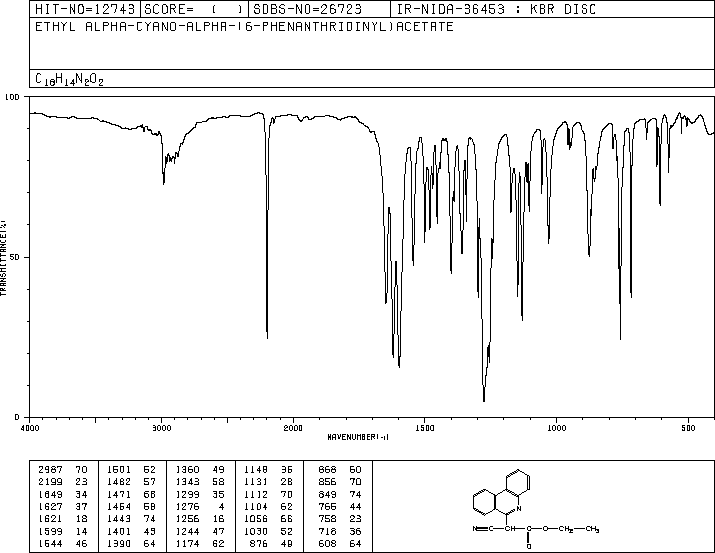 HIT-NO=12743 SCORE= ( ) SDBS-NO=26723 IR-NIDA-36453 : KBR DISC
ETHYL ALPHA-CYANO-ALPHA-(6-PHENANTHRIDINYL)ACETATE
C18H14N2O2
100
50
0
TRANSMITTANCE(%)
4000 3000 2000 1500 1000 500
WAVENUMBER(-1)
2987 70 1501 52 1360 49 1148 36 868 60
2199 23 1482 57 1343 58 1131 28 856 70
1649 34 1471 68 1299 35 1112 70 849 74
1627 37 1454 58 1276 4 1104 62 766 44
1621 18 1443 74 1256 16 1056 66 758 23
1599 14 1401 43 1244 47 1030 52 718 36
1544 46 1390 64 1174 62 876 48 608 64
N
N≡C—CH—C—O—CH2—CH3
O